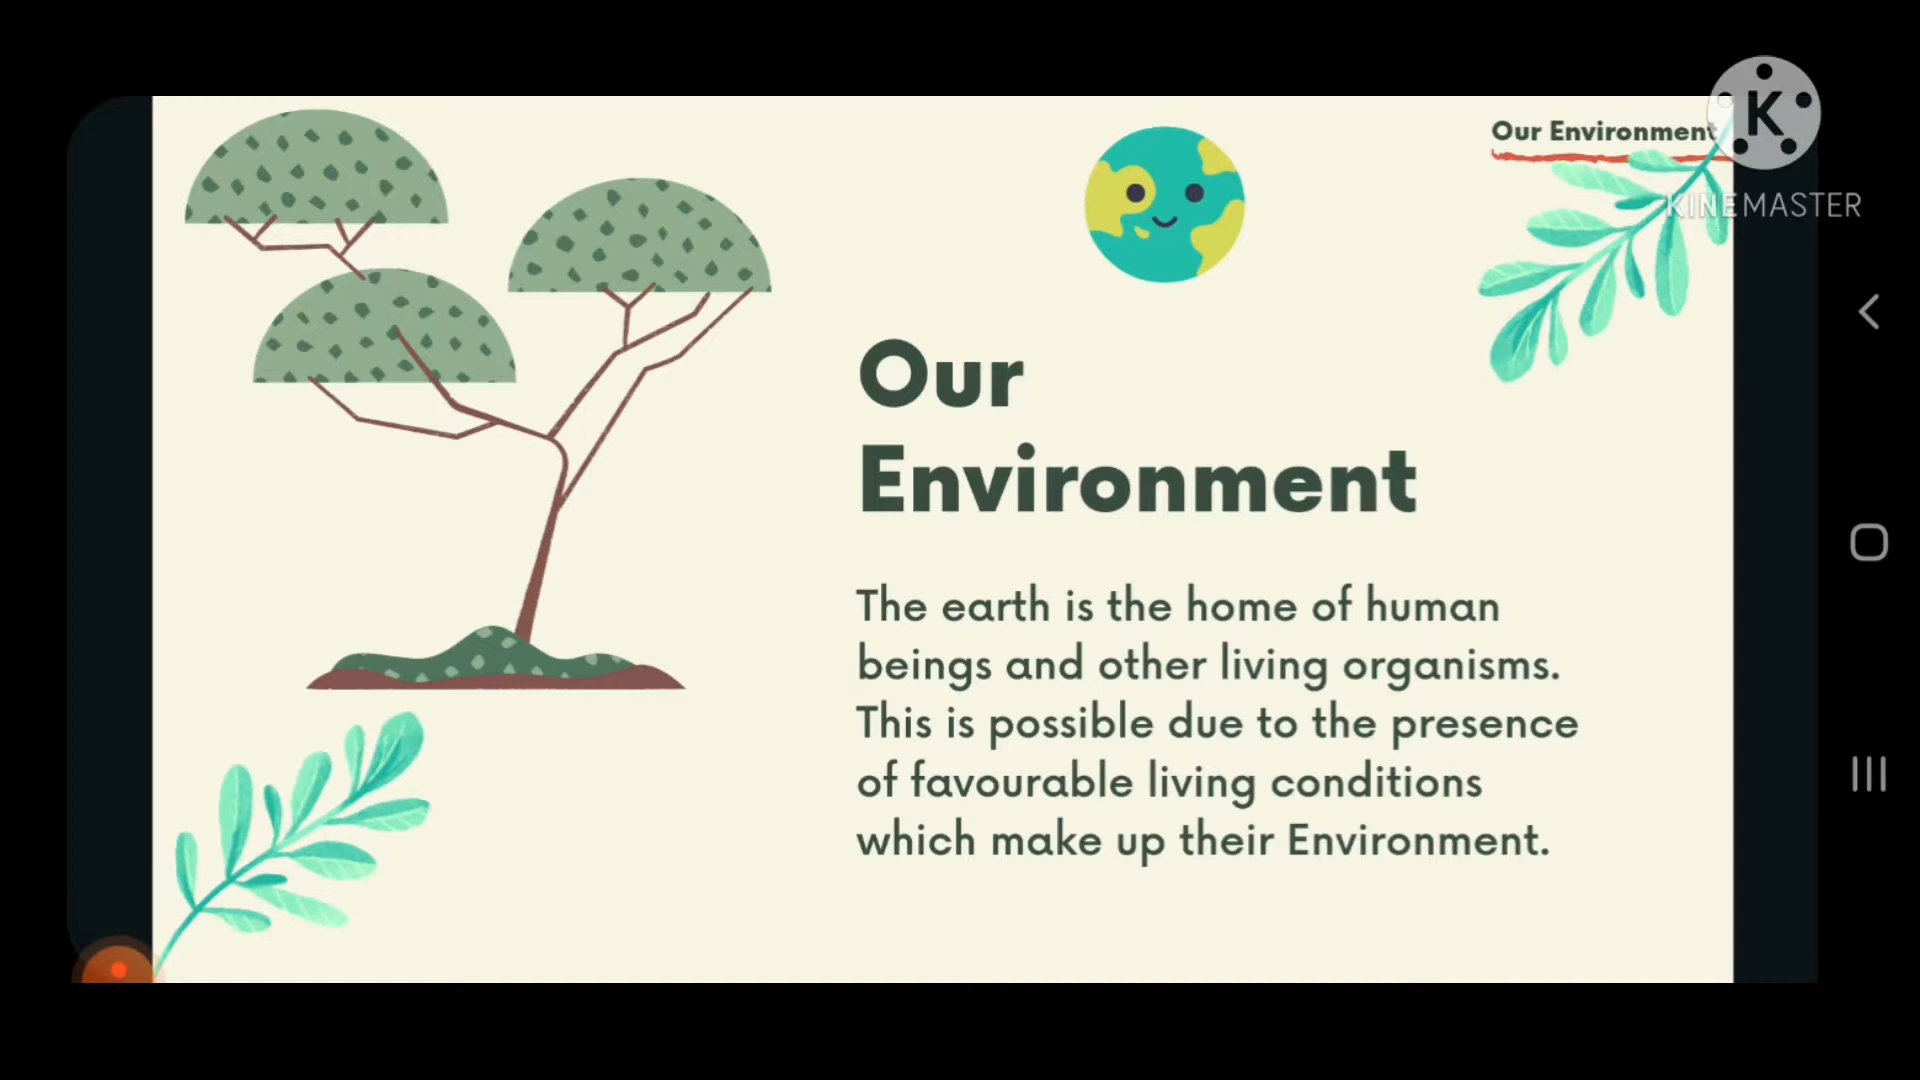 Our Environment
K
KINEMASTER
Our
Environment
The earth is the home of human
beings and other living organisms.
This is possible due to the presence
of favourable living conditions
which make up their Environment.